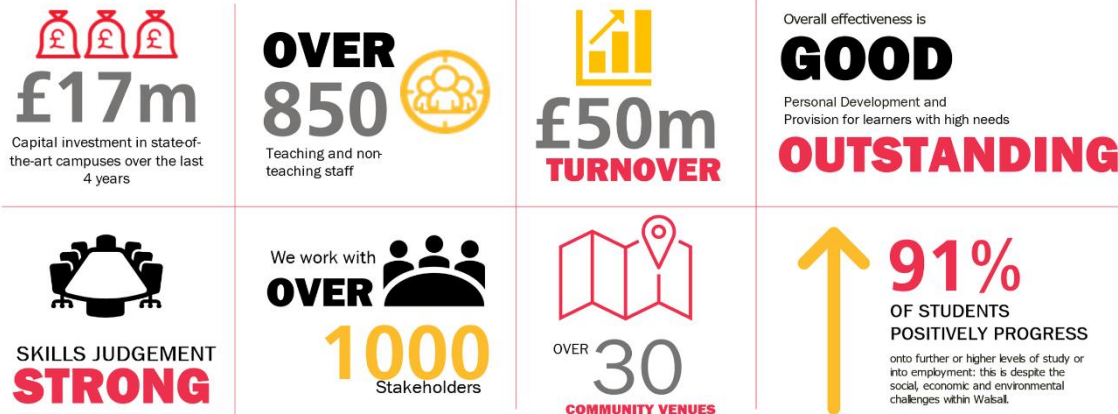 £ £ £
£17m
Capital investment in state-of-
the-art campuses over the last
4 years
OVER
850
Teaching and non-
teaching staff
£50m
TURNOVER
Overall effectiveness is
GOOD
Personal Development and
Provision for learners with high needs
OUTSTANDING
SKILLS JUDGEMENT
STRONG
We work with
OVER
1000
Stakeholders
OVER
30
COMMUNITY VENUES
91%
OF STUDENTS
POSITIVELY PROGRESS
onto further or higher levels of study or
into employment: this is despite the
social, economic and environmental
challenges within Walsall.